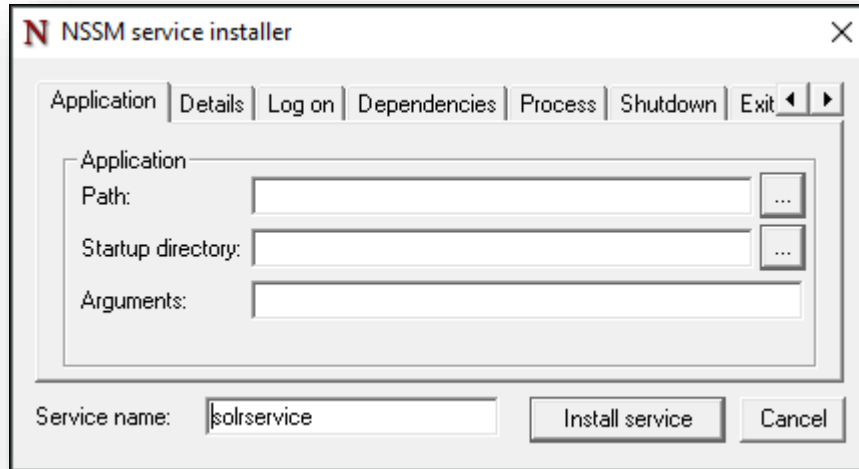 N NSSM service installer
Application Details Log on Dependencies Process Shutdown Exit
Application
Path: ...
Startup directory: ...
Arguments:
Service name: solrservice Install service Cancel